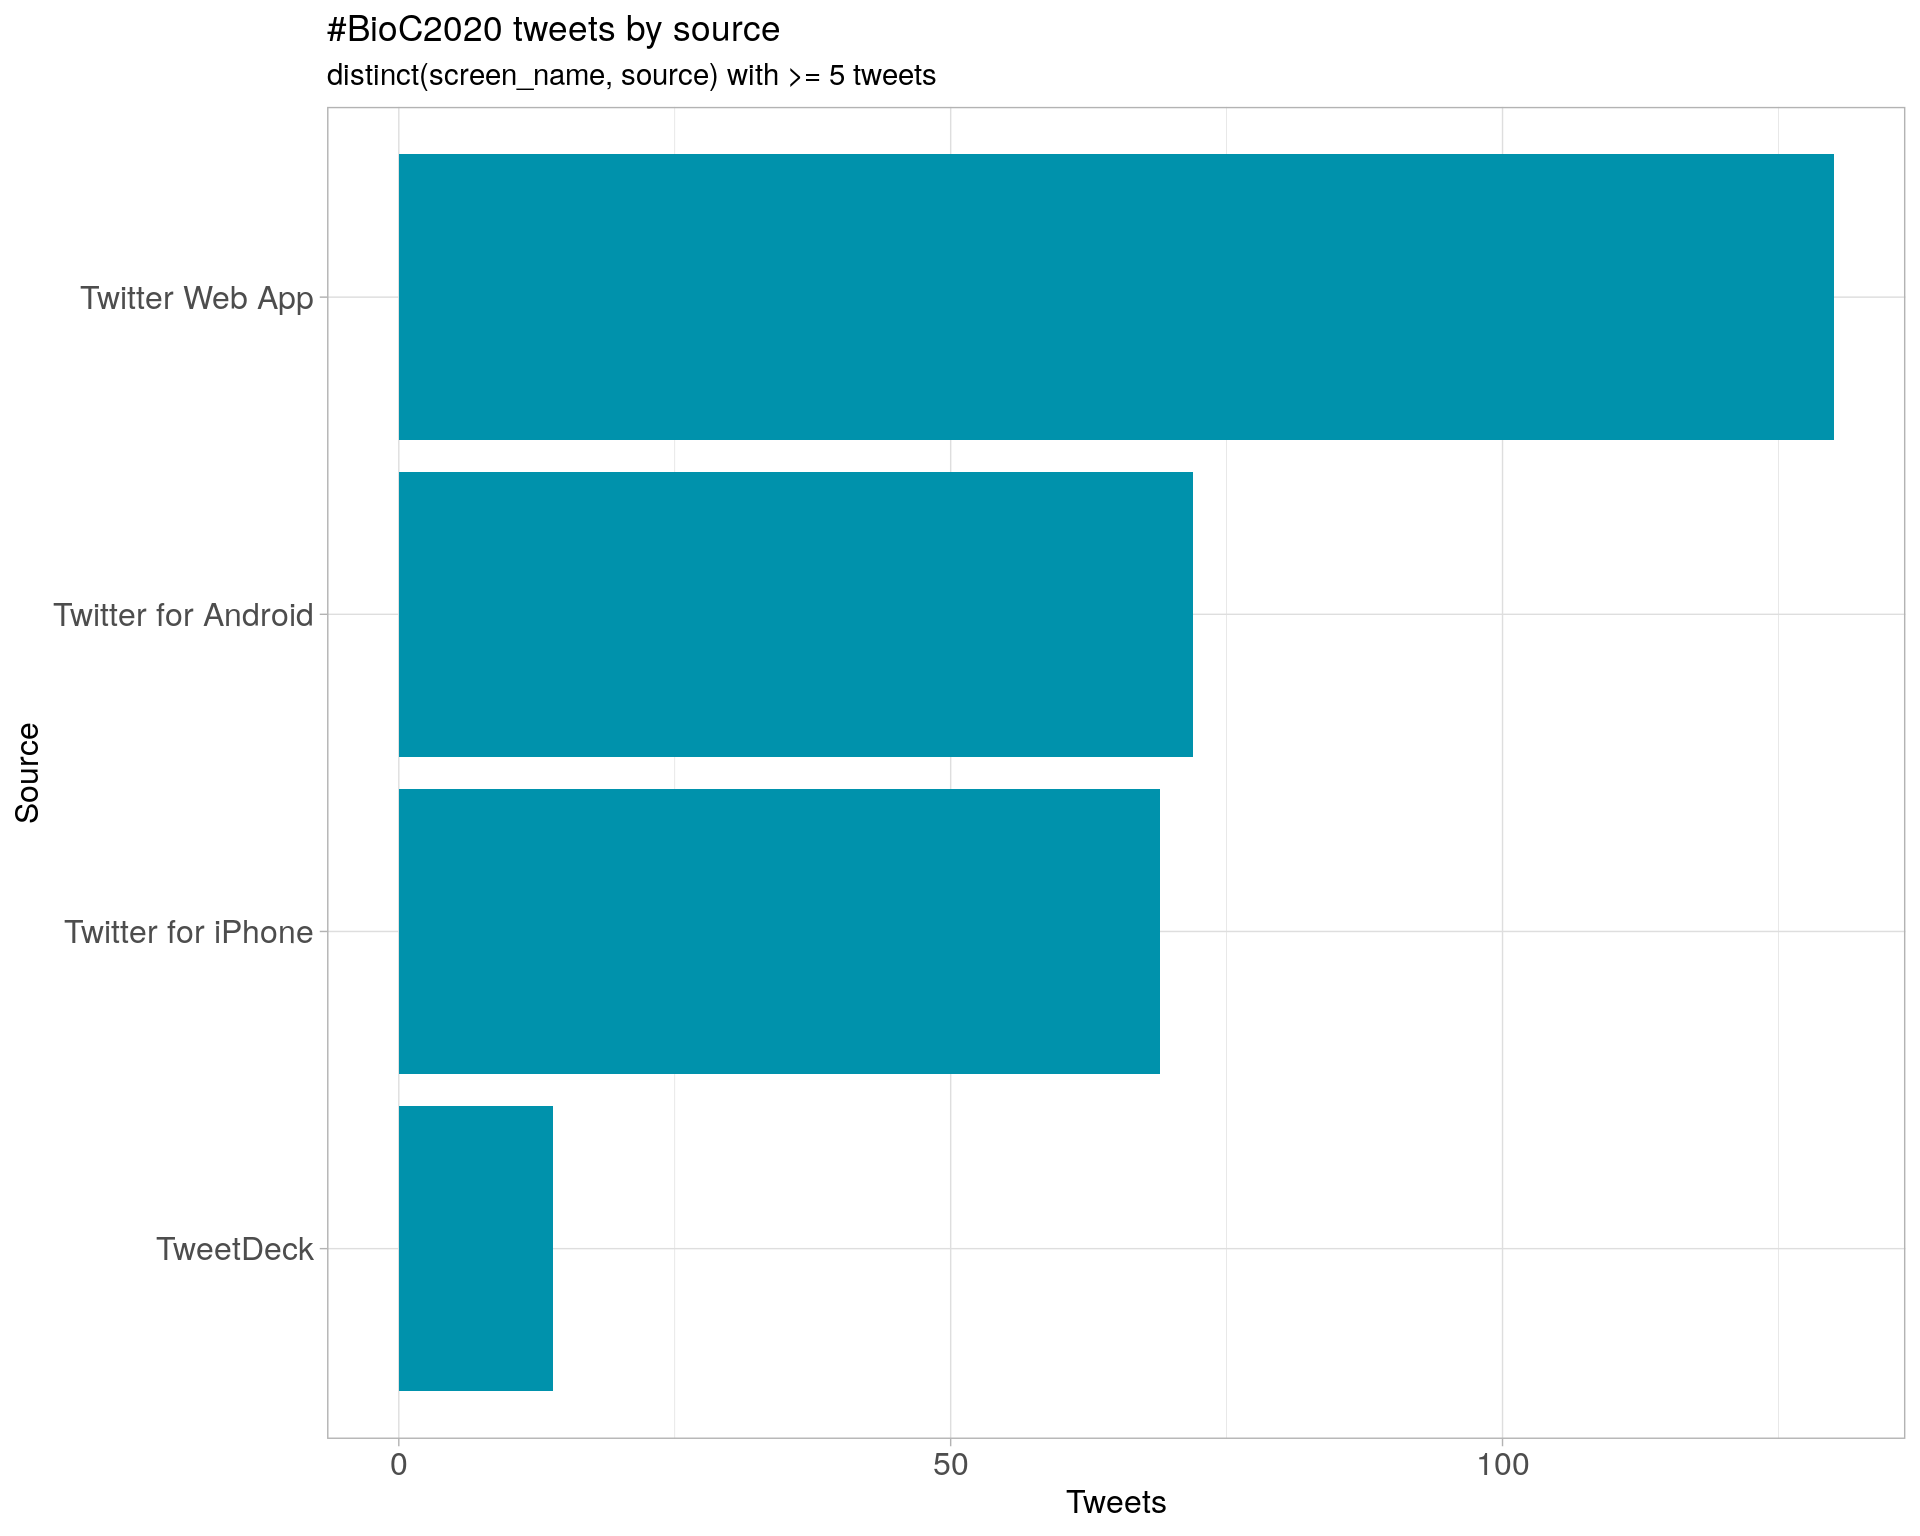 #BioC2020 tweets by source
distinct(screen_name, source) with >= 5 tweets
Source
Twitter Web App
Twitter for Android
Twitter for iPhone
TweetDeck
0 50 100
Tweets